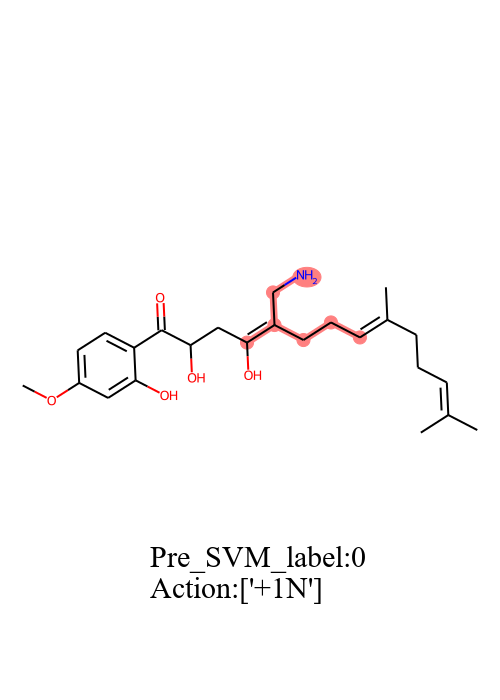 NH2
O
OH
OH
OH
O
Pre_SVM_label:0
Action:['+1N']